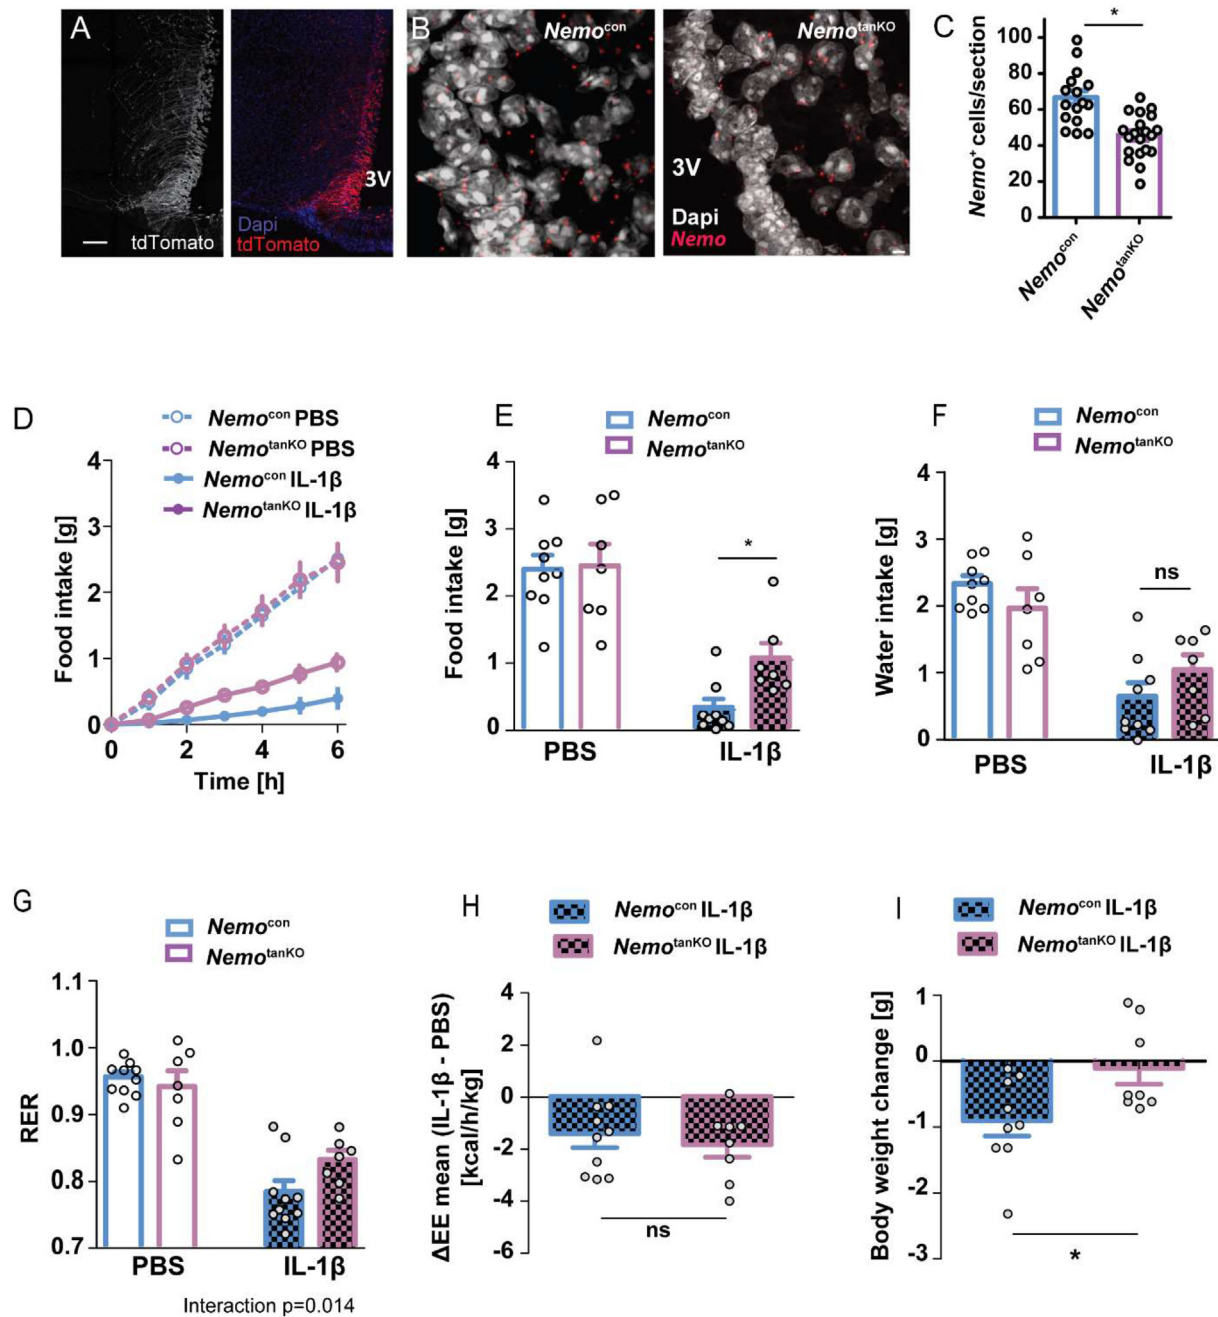 A
tdTomato
3V
Dapi
tdTomato
B
Nemo^con
Nemo^tanKO
3V
Dapi
Nemo
C
*
Nemo⁺ cells/section
100
80
60
40
20
0
Nemo^con
Nemo^tanKO
D
Nemo^con PBS
Nemo^tanKO PBS
Nemo^con IL-1β
Nemo^tanKO IL-1β
Food intake [g]
4
3
2
1
0
0 2 4 6
Time [h]
E
Nemo^con
Nemo^tanKO
Food intake [g]
4
3
2
1
0
*
PBS IL-1β
F
Nemo^con
Nemo^tanKO
Water intake [g]
4
3
2
1
0
ns
PBS IL-1β
G
Nemo^con
Nemo^tanKO
RER
1.1
1.0
0.9
0.8
0.7
PBS IL-1β
Interaction p=0.014
H
Nemo^con IL-1β
Nemo^tanKO IL-1β
ΔEE mean (IL-1β - PBS)
[kcal/h/kg]
4
2
0
-2
-4
-6
ns
I
Nemo^con IL-1β
Nemo^tanKO IL-1β
Body weight change [g]
1
0
-1
-2
-3
*